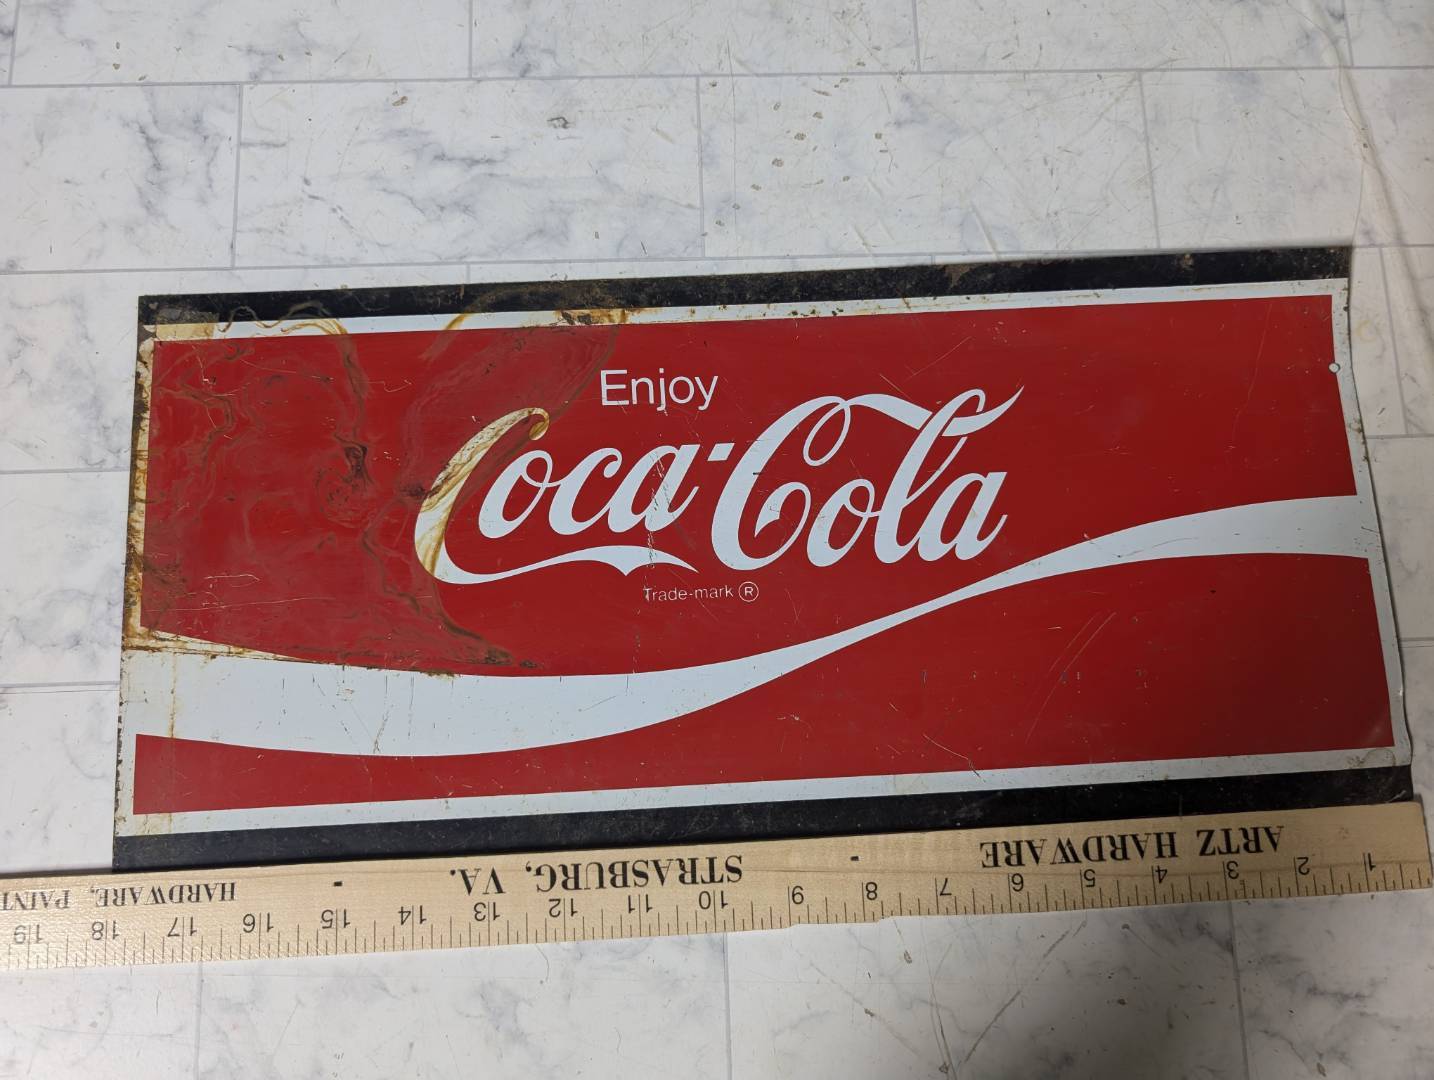 Enjoy
Coca-Cola
Trade-mark ®
ARTZ HARDWARE - STRASBURG, VA. - HARDWARE, PAINT
1 2 3 4 5 6 7 8 9 10 11 12 13 14 15 16 17 18 19